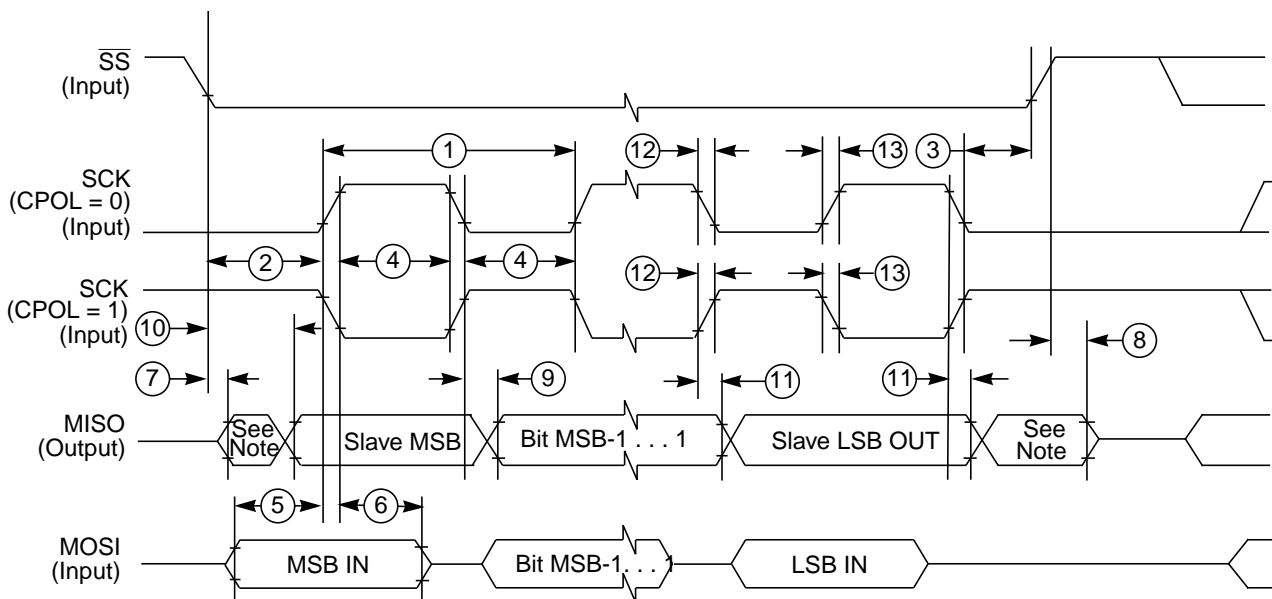 SS
(Input)
1
12
13
3
SCK
(CPOL = 0)
(Input)
2
4
4
12
13
SCK
(CPOL = 1)
(Input)
10
8
7
9
11
11
MISO
(Output)
See
Note
Slave MSB
Bit MSB-1 . . . 1
Slave LSB OUT
See
Note
5
6
MOSI
(Input)
MSB IN
Bit MSB-1. . . 1
LSB IN